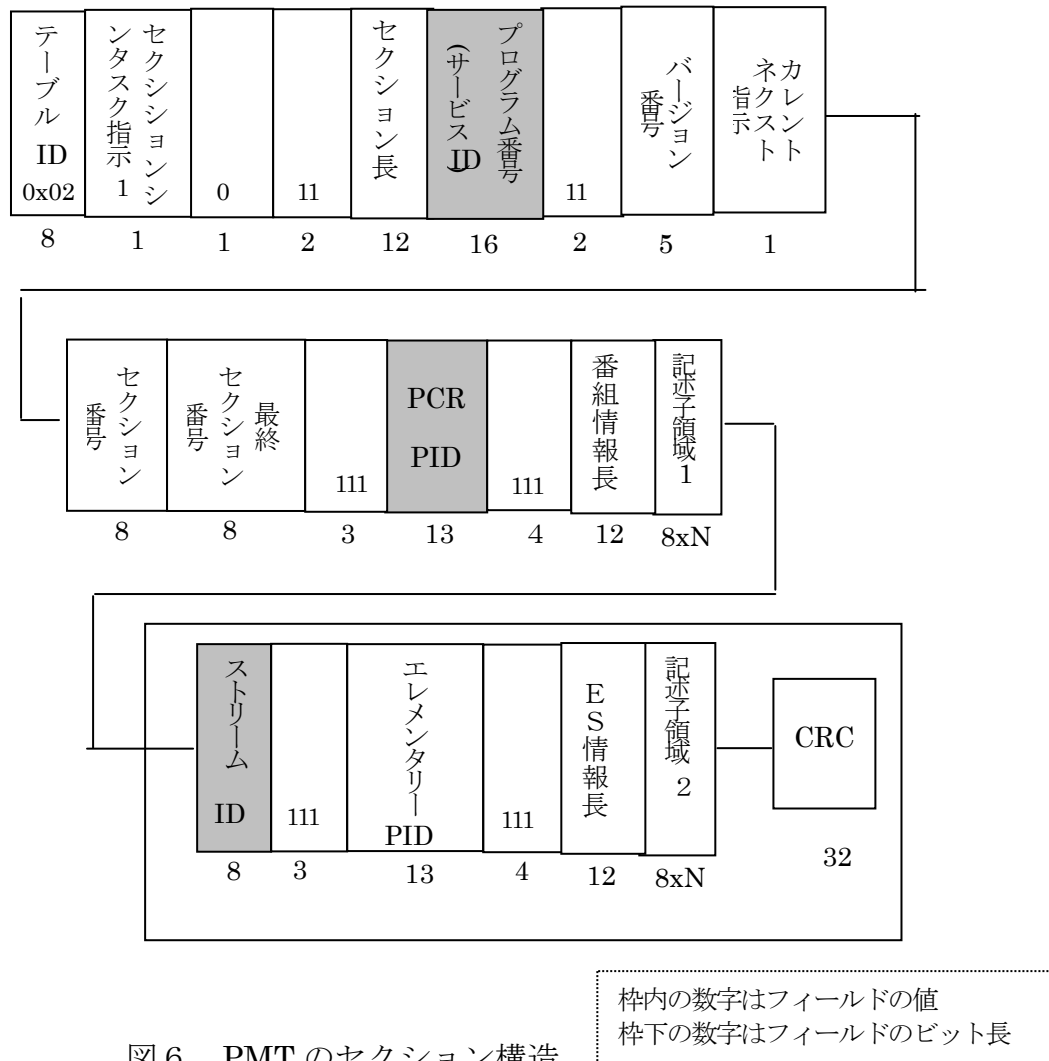 テーブル
ID
0x02
セクションシ
ンタスク指示
1
0
11
セクション長
プログラム番号
(サービス ID)
11
バージョン
番号
カレント
ネクスト
指示
8
1
1
2
12
16
2
5
1
セクション
番号
最終
セクション
番号
111
PCR
PID
111
番組情報長
記述子領域1
8
8
3
13
4
12
8xN
ストリーム
ID
111
エレメンタリー
PID
111
ES情報長
記述子領域 2
CRC
8
3
13
4
12
8xN
32
枠内の数字はフィールドの値
枠下の数字はフィールドのビット長
図6 PMT のセクション構造